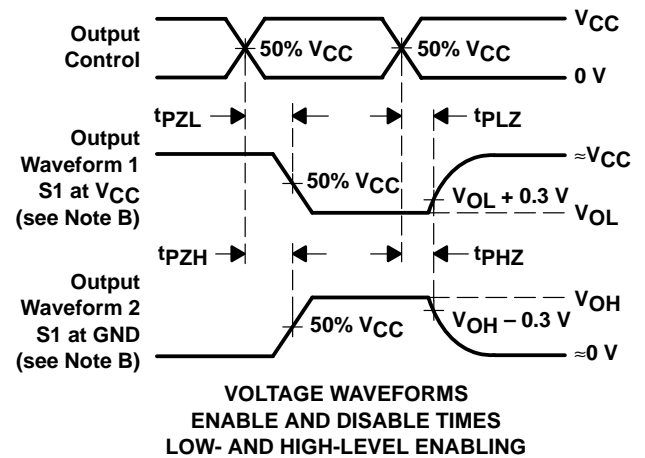 Output
Control
50% VCC
50% VCC
VCC
0 V
tPZL
tPLZ
Output
Waveform 1
S1 at VCC
(see Note B)
50% VCC
≈VCC
VOL + 0.3 V
VOL
tPZH
tPHZ
Output
Waveform 2
S1 at GND
(see Note B)
50% VCC
VOH
VOH – 0.3 V
≈0 V
VOLTAGE WAVEFORMS
ENABLE AND DISABLE TIMES
LOW- AND HIGH-LEVEL ENABLING